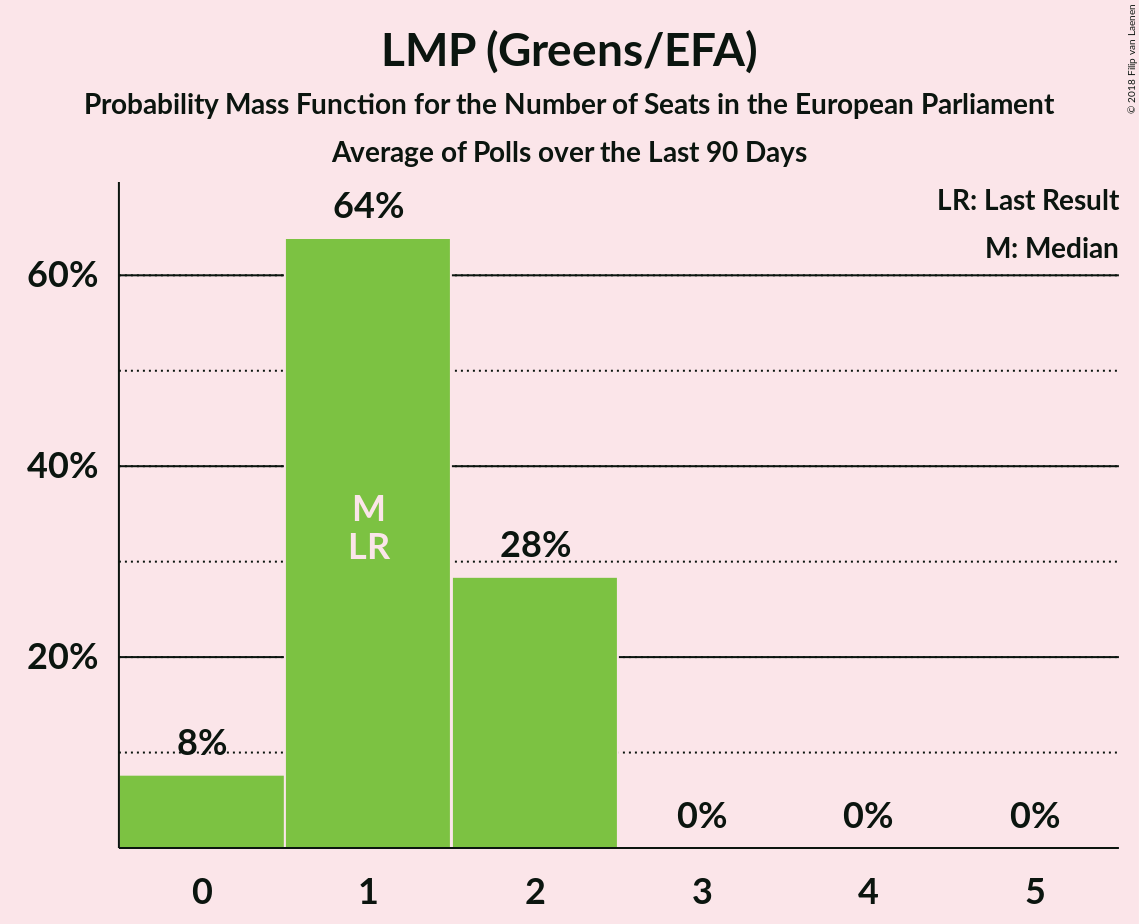 LMP (Greens/EFA)
Probability Mass Function for the Number of Seats in the European Parliament
Average of Polls over the Last 90 Days
© 2018 Filip van Laenen
LR: Last Result
M: Median
64%
60%
40%
M
LR
28%
20%
8%
0%
0%
0%
0
1
2
3
4
5